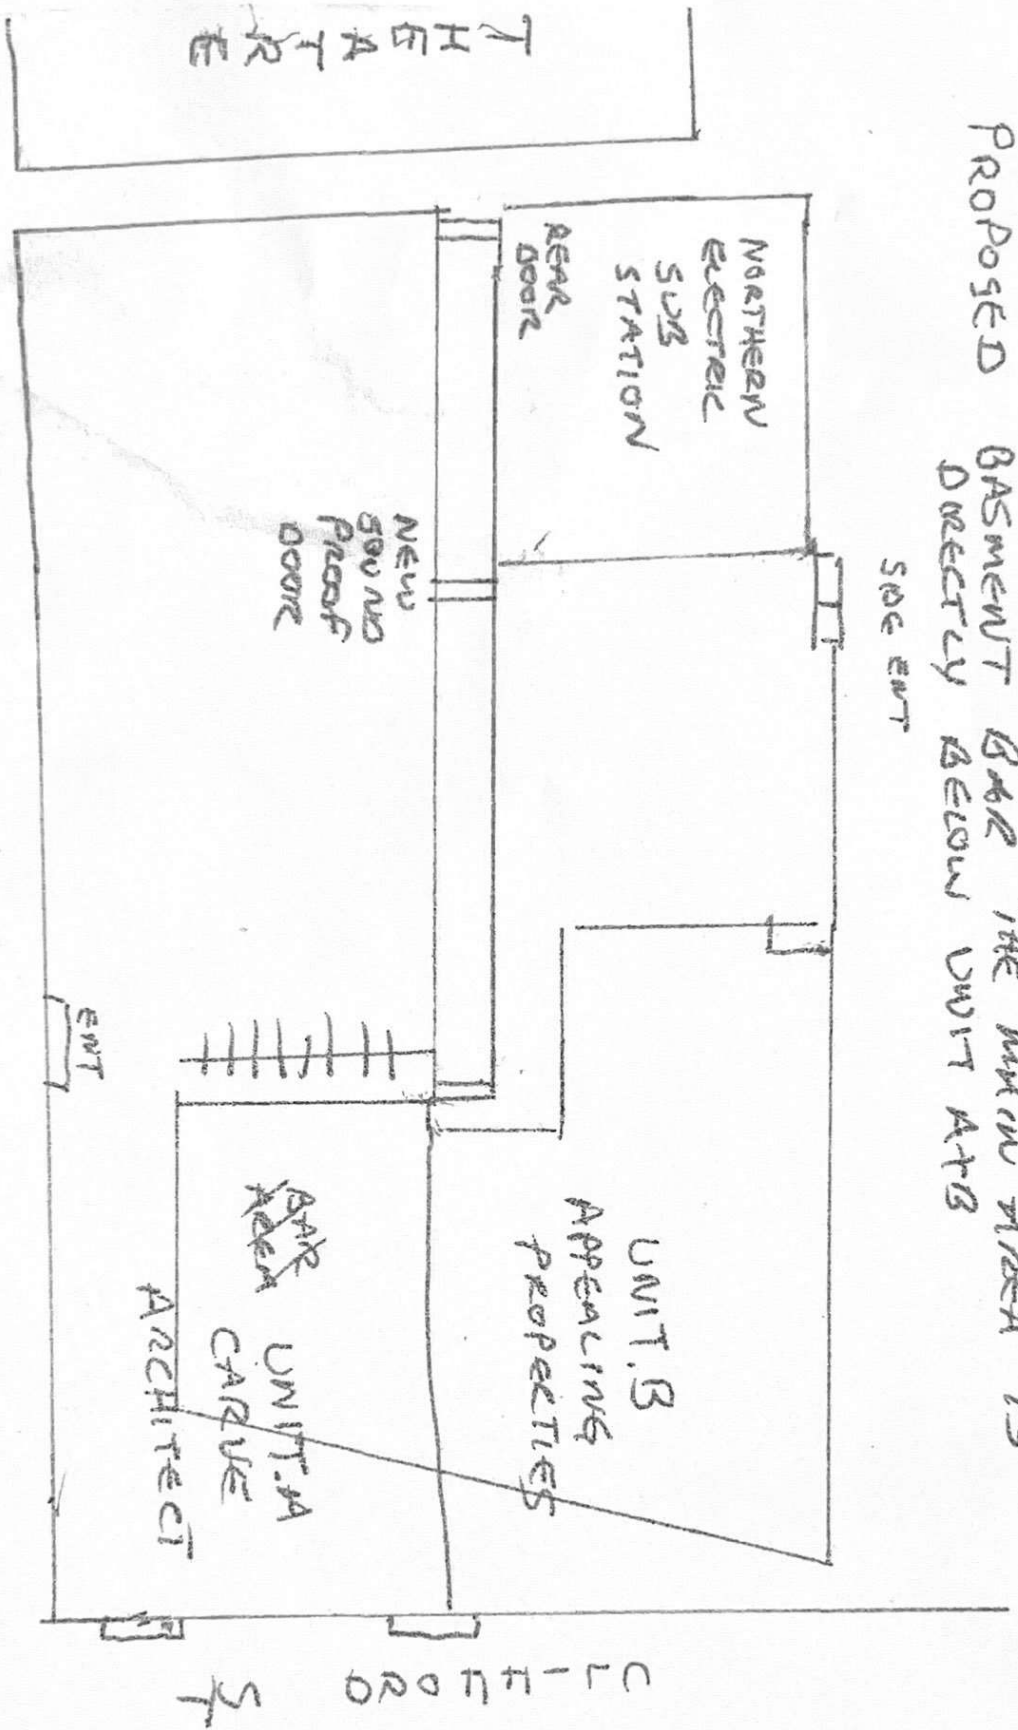 PROPOSED BASMENT BAR THE MAIN AREA IS
DIRECTLY BELOW UNIT A+B
SIDE ENT
NORTHERN
ELECTRIC
SUB
STATION
REAR
DOOR
THEATRE
NEW
SOUND
PROOF
DOOR
ENT
UNIT.B
APPEALING
PROPERTIES
BAR
AREA
UNIT.A
CARVE
ARCHITECT
CLIFFORD ST